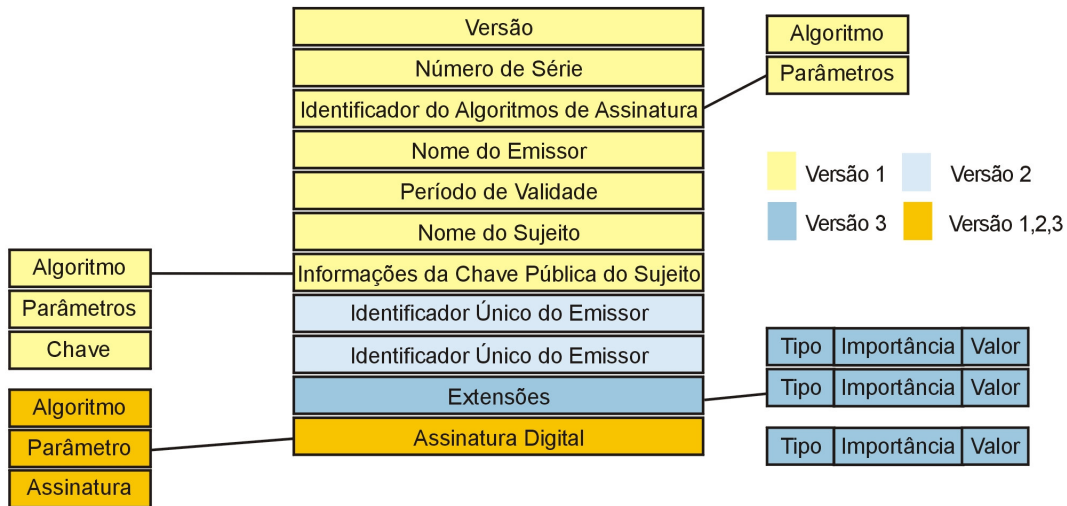 Versão
Número de Série
Identificador do Algoritmos de Assinatura
Nome do Emissor
Período de Validade
Nome do Sujeito
Informações da Chave Pública do Sujeito
Identificador Único do Emissor
Identificador Único do Emissor
Extensões
Assinatura Digital
Algoritmo
Parâmetros
Versão 1
Versão 2
Versão 3
Versão 1,2,3
Algoritmo
Parâmetros
Chave
Algoritmo
Parâmetro
Assinatura
Tipo Importância Valor
Tipo Importância Valor
Tipo Importância Valor